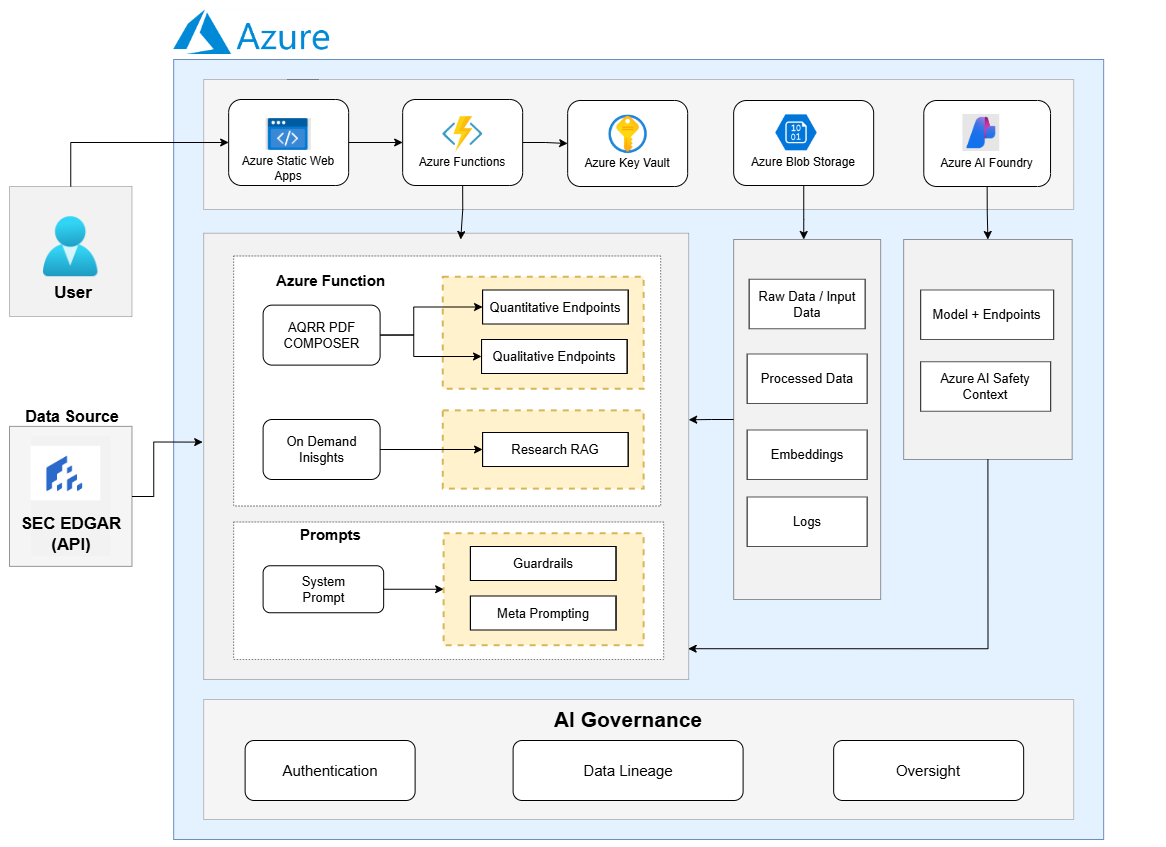 Azure
Azure Static Web
Apps
Azure Functions
Azure Key Vault
10
01
Azure Blob Storage
Azure AI Foundry
User
Azure Function
AQRR PDF
COMPOSER
Quantitative Endpoints
Qualitative Endpoints
On Demand
Inisghts
Research RAG
Prompts
System
Prompt
Guardrails
Meta Prompting
Raw Data / Input
Data
Processed Data
Embeddings
Logs
Model + Endpoints
Azure AI Safety
Context
Data Source
SEC EDGAR
(API)
AI Governance
Authentication
Data Lineage
Oversight